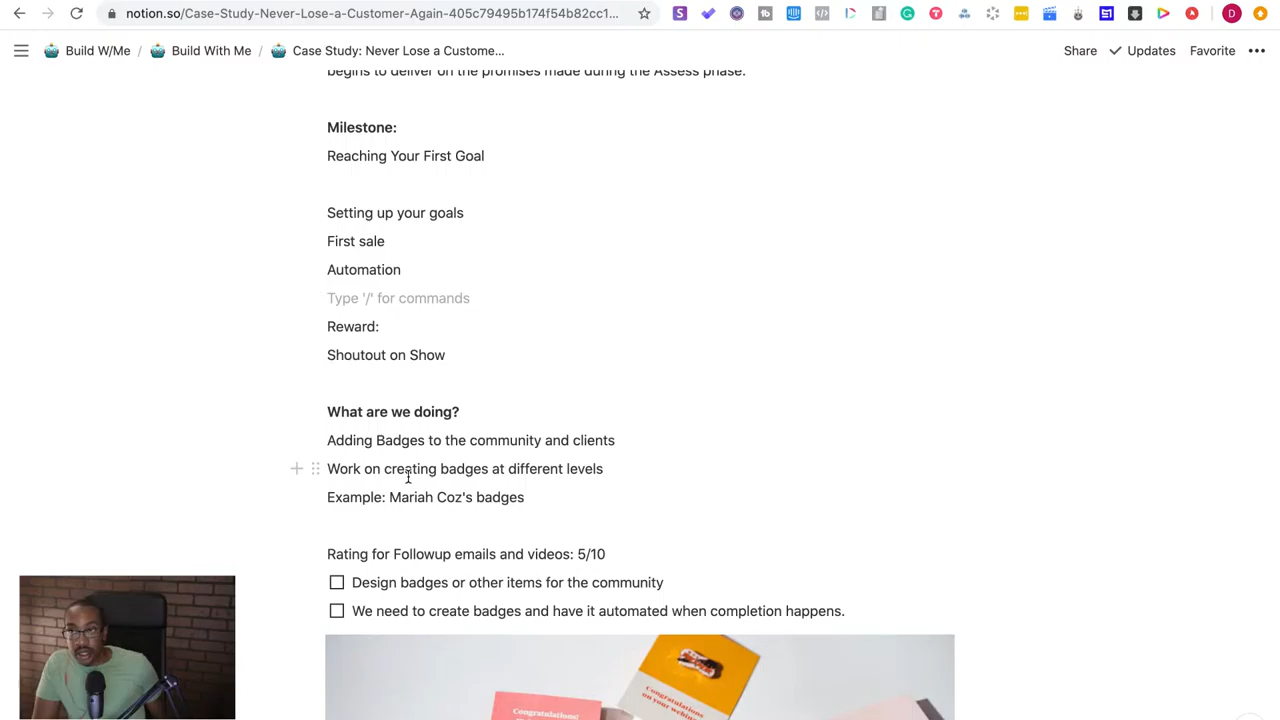 notion.so/Case-Study-Never-Lose-a-Customer-Again-405c79495b174f54b82cc1...
Build W/Me / Build With Me / Case Study: Never Lose a Custome...
Share Updates Favorite
begins to deliver on the promises made during the Assess phase.
Milestone:
Reaching Your First Goal
Setting up your goals
First sale
Automation
Type '/' for commands
Reward:
Shoutout on Show
What are we doing?
Adding Badges to the community and clients
Work on creating badges at different levels
Example: Mariah Coz's badges
Rating for Followup emails and videos: 5/10
Design badges or other items for the community
We need to create badges and have it automated when completion happens.
Congratulations
on your webinar
Congratulations!